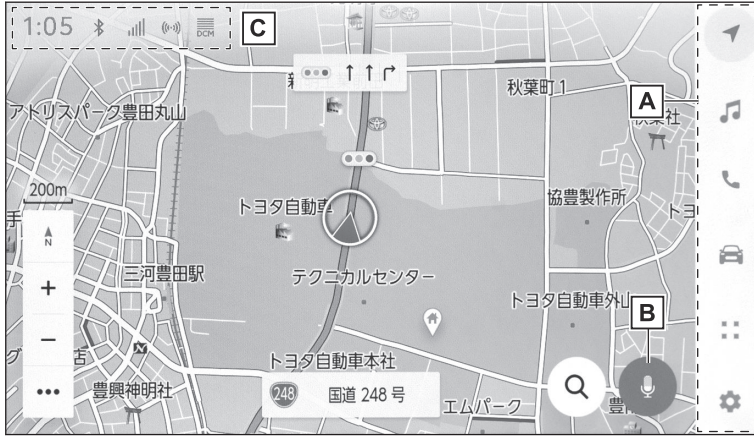 1:05
DCM
C
A
B
秋葉町1
アトリスパーク豊田丸山
200m
トヨタ自動車
協豊製作所
N
三河豊田駅
テクニカルセンター
トヨタ自動車外山
トヨタ自動車本社
豊興神明社
248
国道 248 号
エムパーク